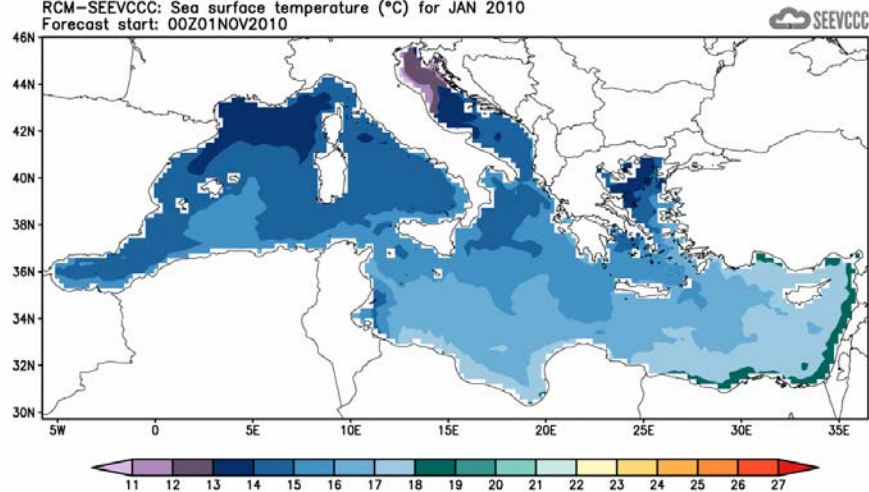 RCM-SEEVCCC: Sea surface temperature (°C) for JAN 2010
Forecast start: 00Z01NOV2010
SEEVCCC
46N
44N
42N
40N
38N
36N
34N
32N
30N
5W 0 5E 10E 15E 20E 25E 30E 35E
11 12 13 14 15 16 17 18 19 20 21 22 23 24 25 26 27